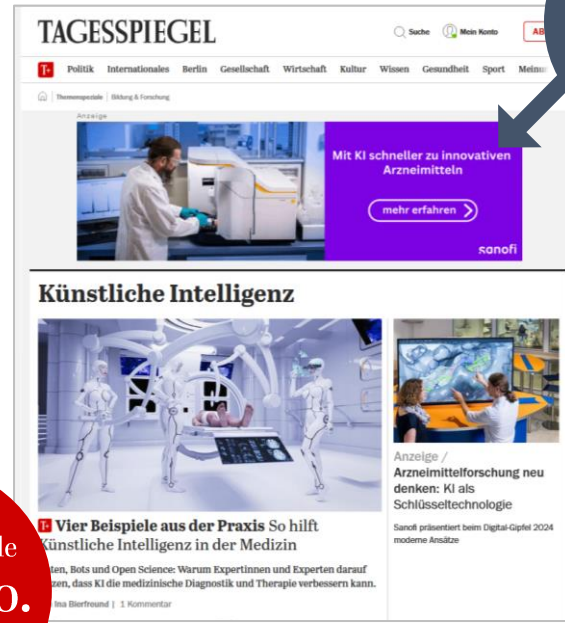 TAGESSPIEGEL
Suche
Mein Konto
T+ Politik Internationales Berlin Gesellschaft Wirtschaft Kultur Wissen Gesundheit Sport
Themenspeziale | Bildung & Forschung
Anzeige
Mit KI schneller zu innovativen
Arzneimitteln
mehr erfahren
sanofi
Künstliche Intelligenz
T+ Vier Beispiele aus der Praxis So hilft
Künstliche Intelligenz in der Medizin
Bots und Open Science: Warum Expertinnen und Experten darauf
dass KI die medizinische Diagnostik und Therapie verbessern kann.
Ina Bierfreund | 1 Kommentar
Anzeige /
Arzneimittelforschung neu
denken: KI als
Schlüsseltechnologie
Sanofi präsentiert beim Digital-Gipfel 2024
moderne Ansätze